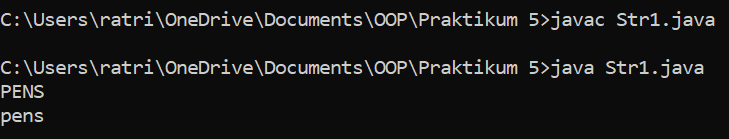 C:\Users\ratri\OneDrive\Documents\OOP\Praktikum 5>javac Str1.java
C:\Users\ratri\OneDrive\Documents\OOP\Praktikum 5>java Str1.java
PENS
pens